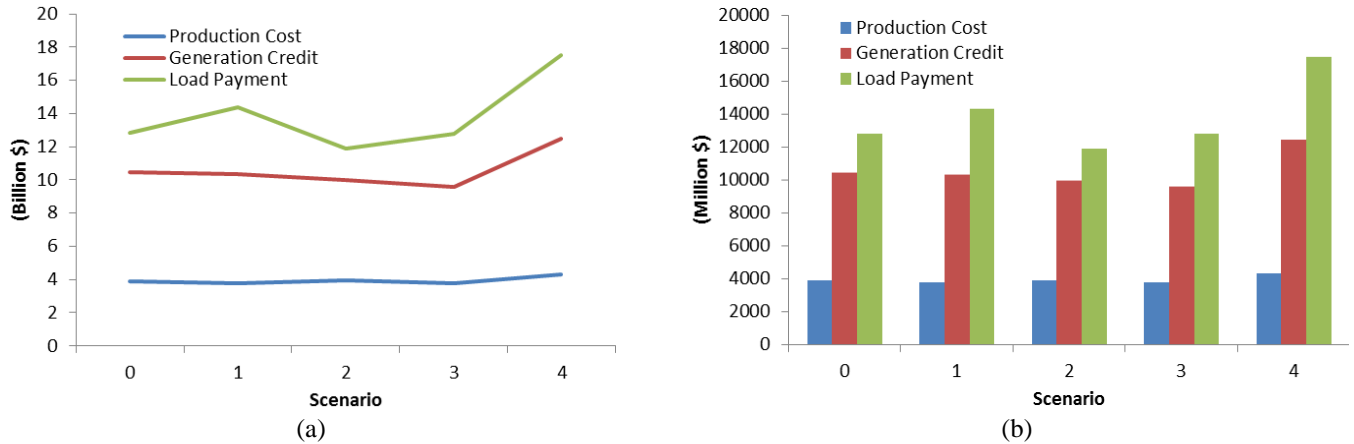 20
18
16
14
12
10
8
6
4
2
0
(Billion $)
Production Cost
Generation Credit
Load Payment
0 1 2 3 4
Scenario
(a)
20000
18000
16000
14000
12000
10000
8000
6000
4000
2000
0
(Million $)
Production Cost
Generation Credit
Load Payment
0 1 2 3 4
Scenario
(b)